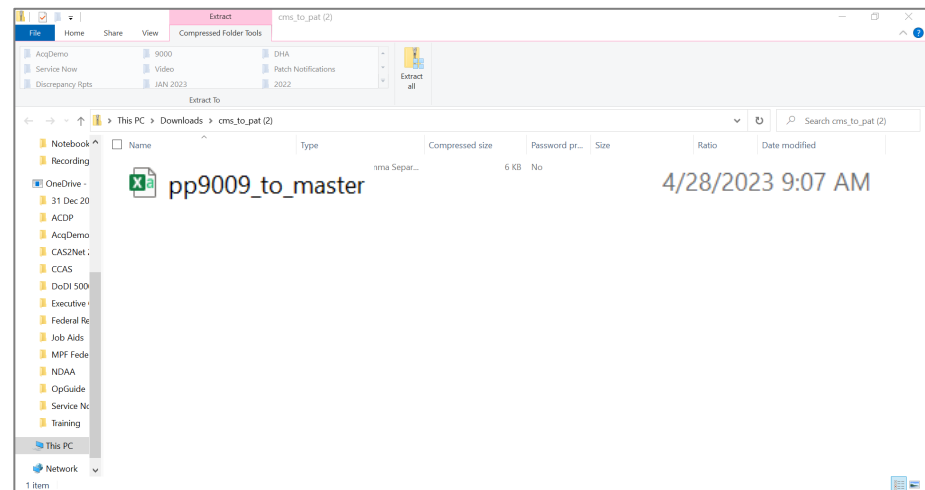 Extract cms_to_pat (2)
File Home Share View Compressed Folder Tools
AcqDemo 9000 DHA
Service Now Video Patch Notifications
Discrepancy Rpts JAN 2023 2022
Extract
all
Extract To
This PC > Downloads > cms_to_pat (2) Search cms_to_pat (2)
Name Type Compressed size Password pr... Size Ratio Date modified
nma Separ... 6 KB No
pp9009_to_master 4/28/2023 9:07 AM
Notebook
Recording
OneDrive -
31 Dec 20
ACDP
AcqDemo
CAS2Net 2
CCAS
DoDI 500
Executive
Federal Re
Job Aids
MPF Fede
NDAA
OpGuide
Service No
Training
This PC
Network
1 item